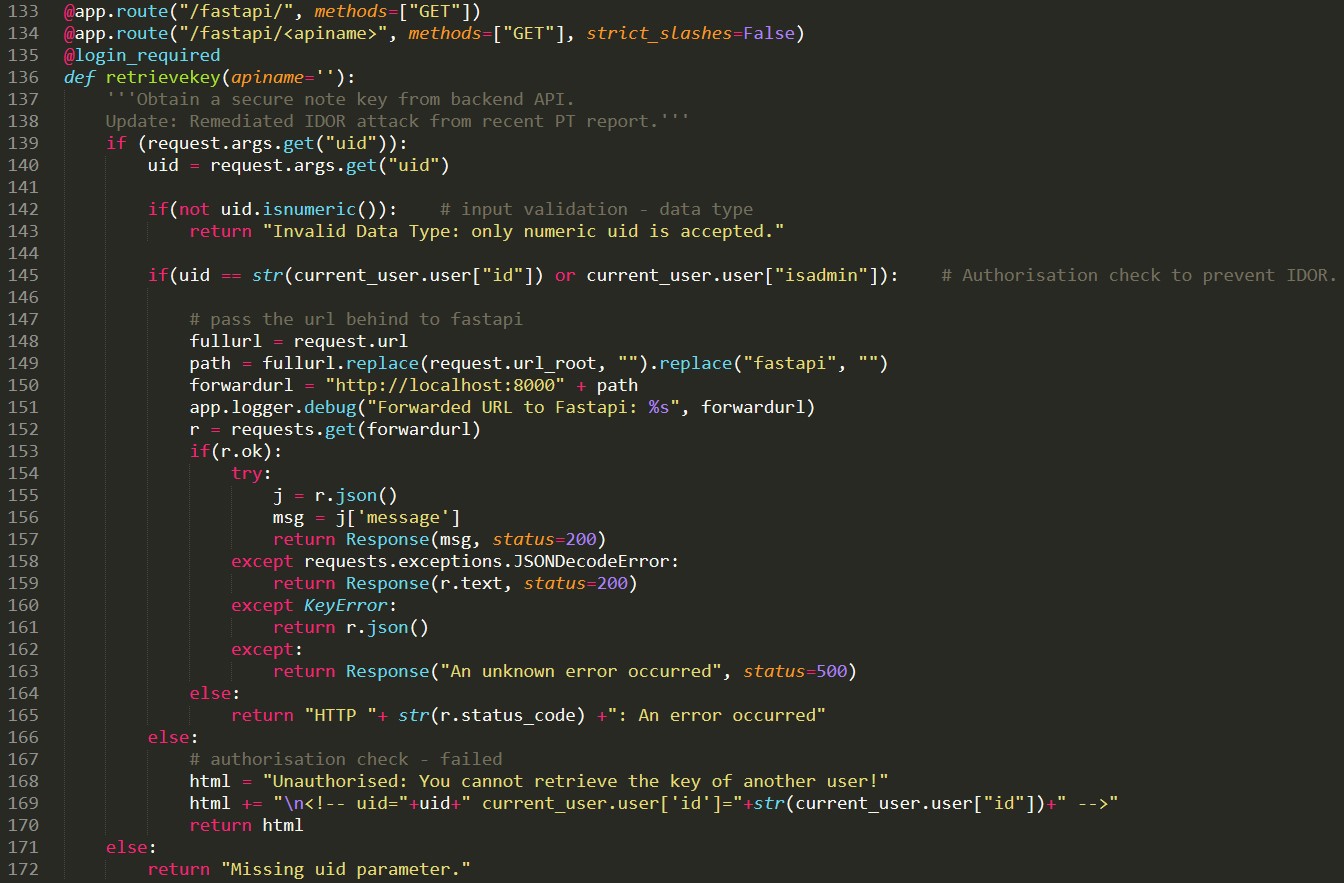 133 @app.route("/fastapi/", methods=["GET"])
134 @app.route("/fastapi/<apiname>", methods=["GET"], strict_slashes=False)
135 @login_required
136 def retrievekey(apiname=''):
137     '''Obtain a secure note key from backend API.
138     Update: Remediated IDOR attack from recent PT report.'''
139     if (request.args.get("uid")):
140         uid = request.args.get("uid")
141
142         if(not uid.isnumeric()):    # input validation - data type
143             return "Invalid Data Type: only numeric uid is accepted."
144
145         if(uid == str(current_user.user["id"]) or current_user.user["isadmin"]):    # Authorisation check to prevent IDOR.
146
147             # pass the url behind to fastapi
148             fullurl = request.url
149             path = fullurl.replace(request.url_root, "").replace("fastapi", "")
150             forwardurl = "http://localhost:8000" + path
151             app.logger.debug("Forwarded URL to Fastapi: %s", forwardurl)
152             r = requests.get(forwardurl)
153             if(r.ok):
154                 try:
155                     j = r.json()
156                     msg = j['message']
157                     return Response(msg, status=200)
158                 except requests.exceptions.JSONDecodeError:
159                     return Response(r.text, status=200)
160                 except KeyError:
161                     return r.json()
162                 except:
163                     return Response("An unknown error occurred", status=500)
164             else:
165                 return "HTTP "+ str(r.status_code) +": An error occurred"
166         else:
167             # authorisation check - failed
168             html = "Unauthorised: You cannot retrieve the key of another user!"
169             html += "\n<!-- uid="+uid+" current_user.user['id']="+str(current_user.user["id"])+" -->"
170             return html
171     else:
172         return "Missing uid parameter."